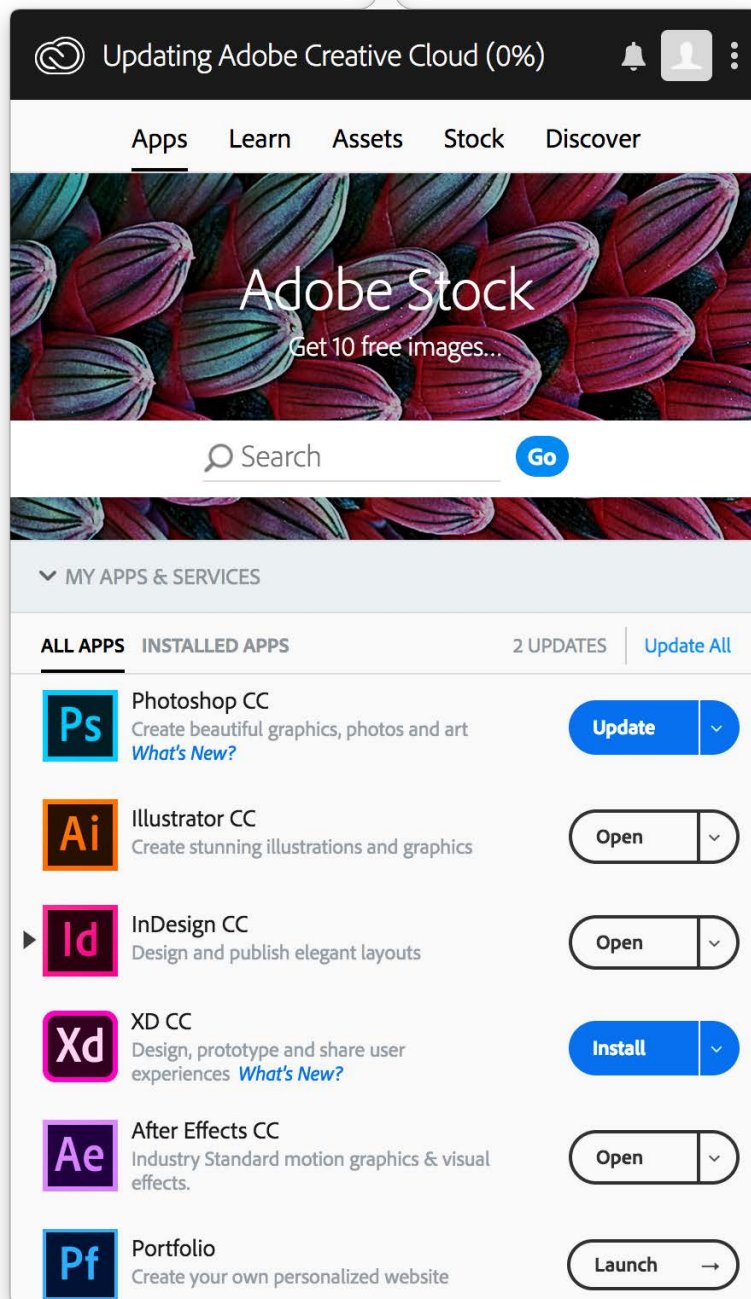 Updating Adobe Creative Cloud (0%)
Apps Learn Assets Stock Discover
Adobe Stock
Get 10 free images...
Search Go
MY APPS & SERVICES
ALL APPS INSTALLED APPS 2 UPDATES Update All
Ps
Photoshop CC
Create beautiful graphics, photos and art
What's New?
Update
Ai
Illustrator CC
Create stunning illustrations and graphics
Open
Id
InDesign CC
Design and publish elegant layouts
Open
Xd
XD CC
Design, prototype and share user
experiences What's New?
Install
Ae
After Effects CC
Industry Standard motion graphics & visual
effects.
Open
Pf
Portfolio
Create your own personalized website
Launch →